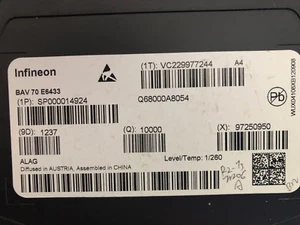 Infineon
(1T): VC229977244 A4
BAV 70 E6433
(1P): SP000014924
Q68000A8054
(9D): 1237
(Q): 10000
(X): 97250950
ALAG
Level/Temp: 1/260
Diffused in AUSTRIA, Assembled in CHINA
Pb